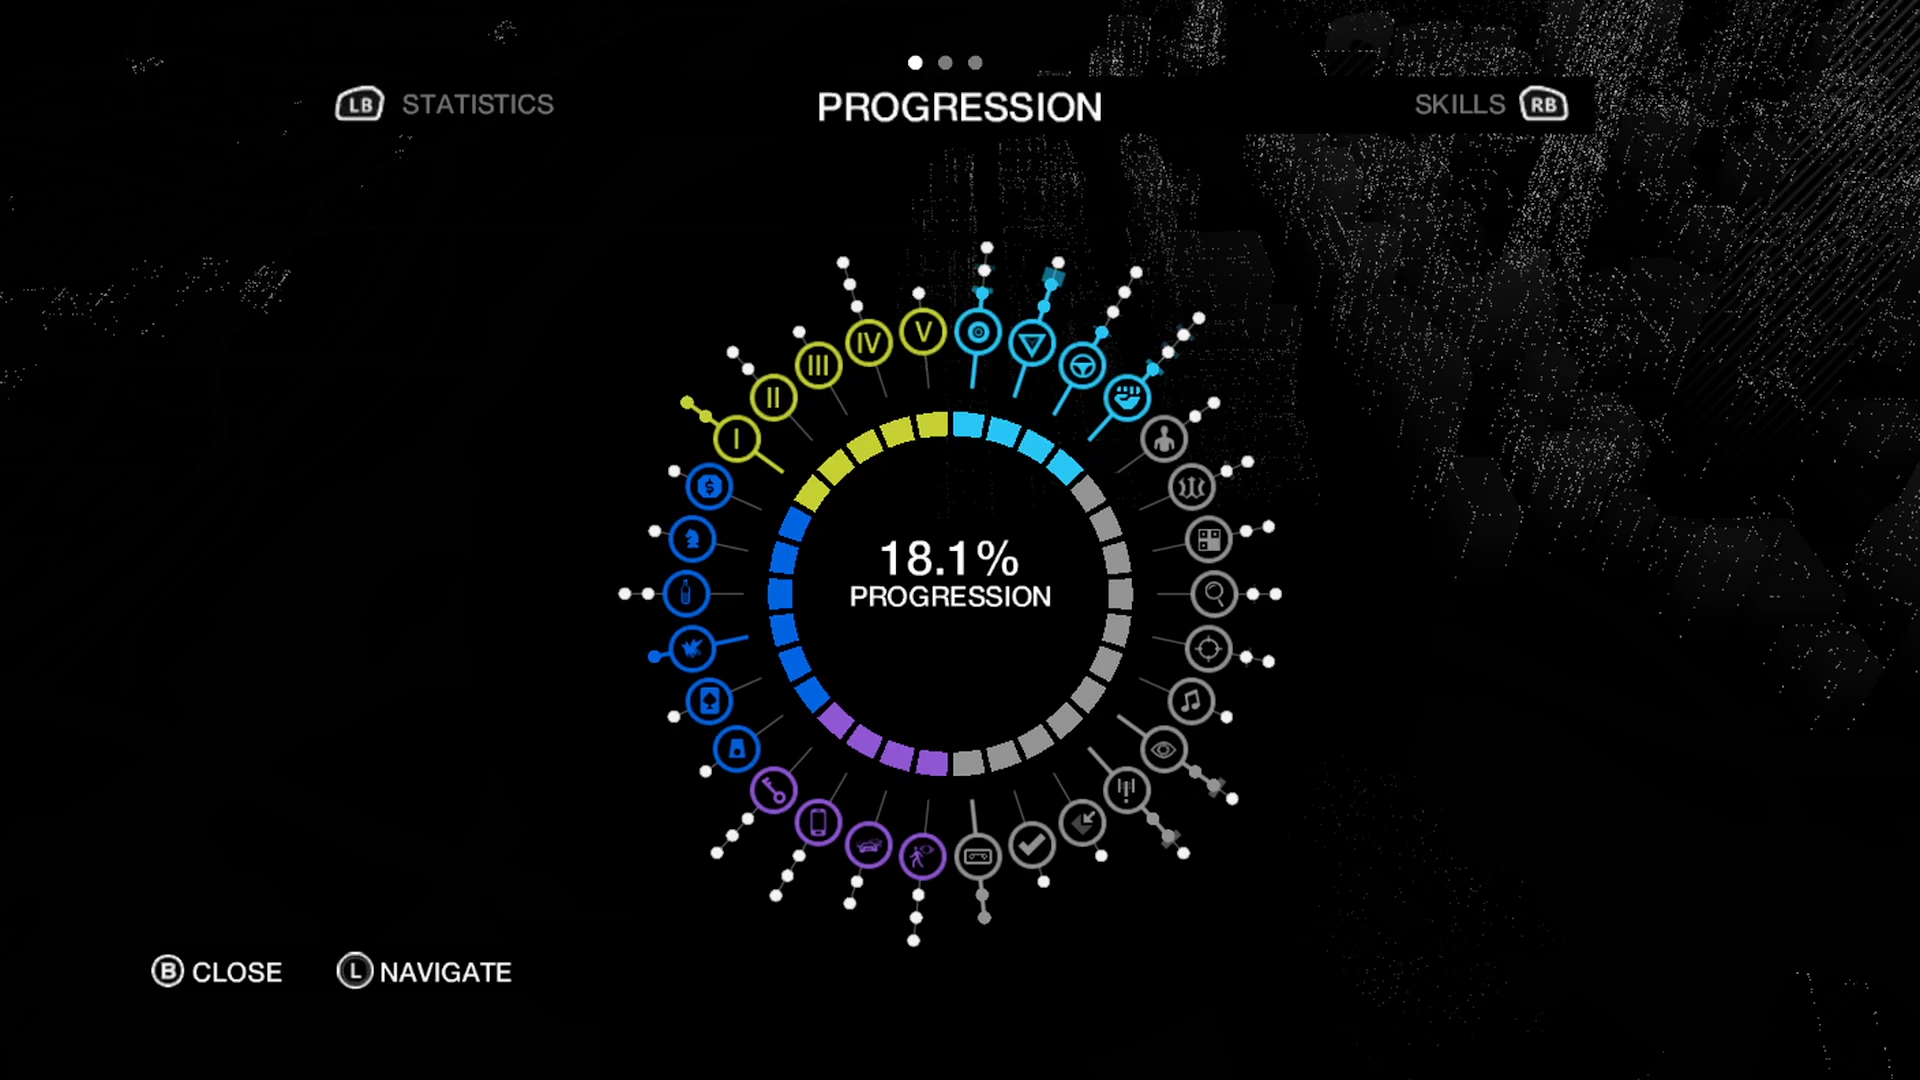 LB STATISTICS
PROGRESSION
SKILLS RB
I
II
III
IV
V
$
18.1%
PROGRESSION
B CLOSE
L NAVIGATE